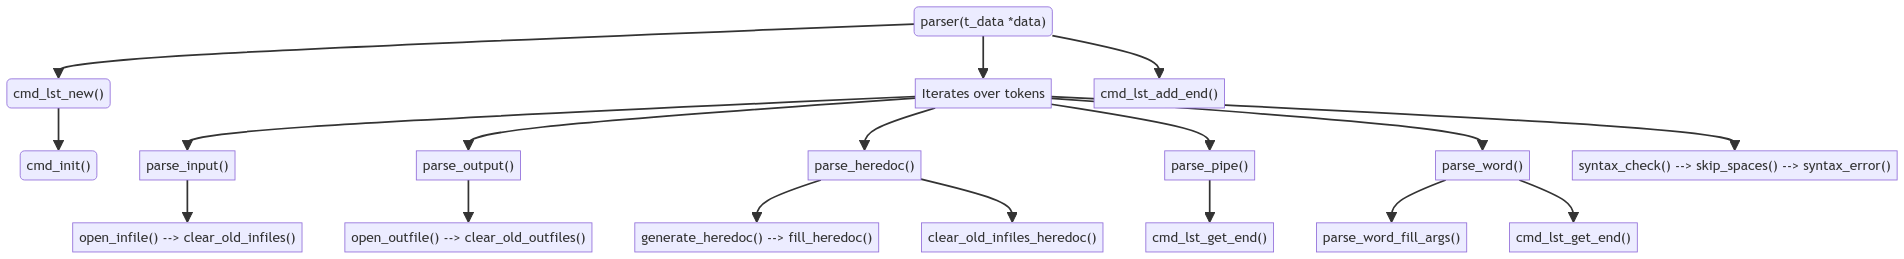 parser(t_data *data)
cmd_lst_new()
Iterates over tokens
cmd_lst_add_end()
cmd_init()
parse_input()
parse_output()
parse_heredoc()
parse_pipe()
parse_word()
syntax_check() --> skip_spaces() --> syntax_error()
open_infile() --> clear_old_infiles()
open_outfile() --> clear_old_outfiles()
generate_heredoc() --> fill_heredoc()
clear_old_infiles_heredoc()
cmd_lst_get_end()
parse_word_fill_args()
cmd_lst_get_end()